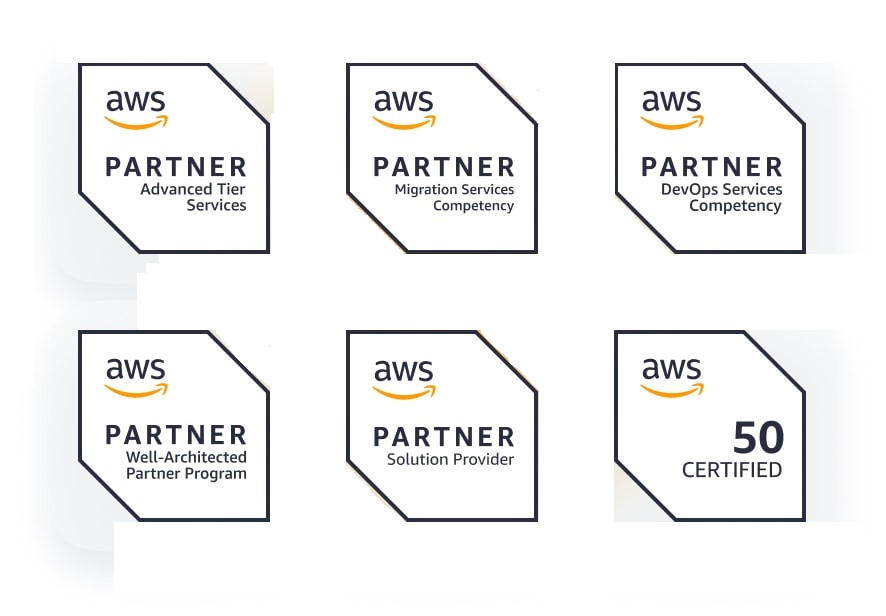 aws
PARTNER
Advanced Tier
Services
aws
PARTNER
Migration Services
Competency
aws
PARTNER
DevOps Services
Competency
aws
PARTNER
Well-Architected
Partner Program
aws
PARTNER
Solution Provider
aws
50
CERTIFIED